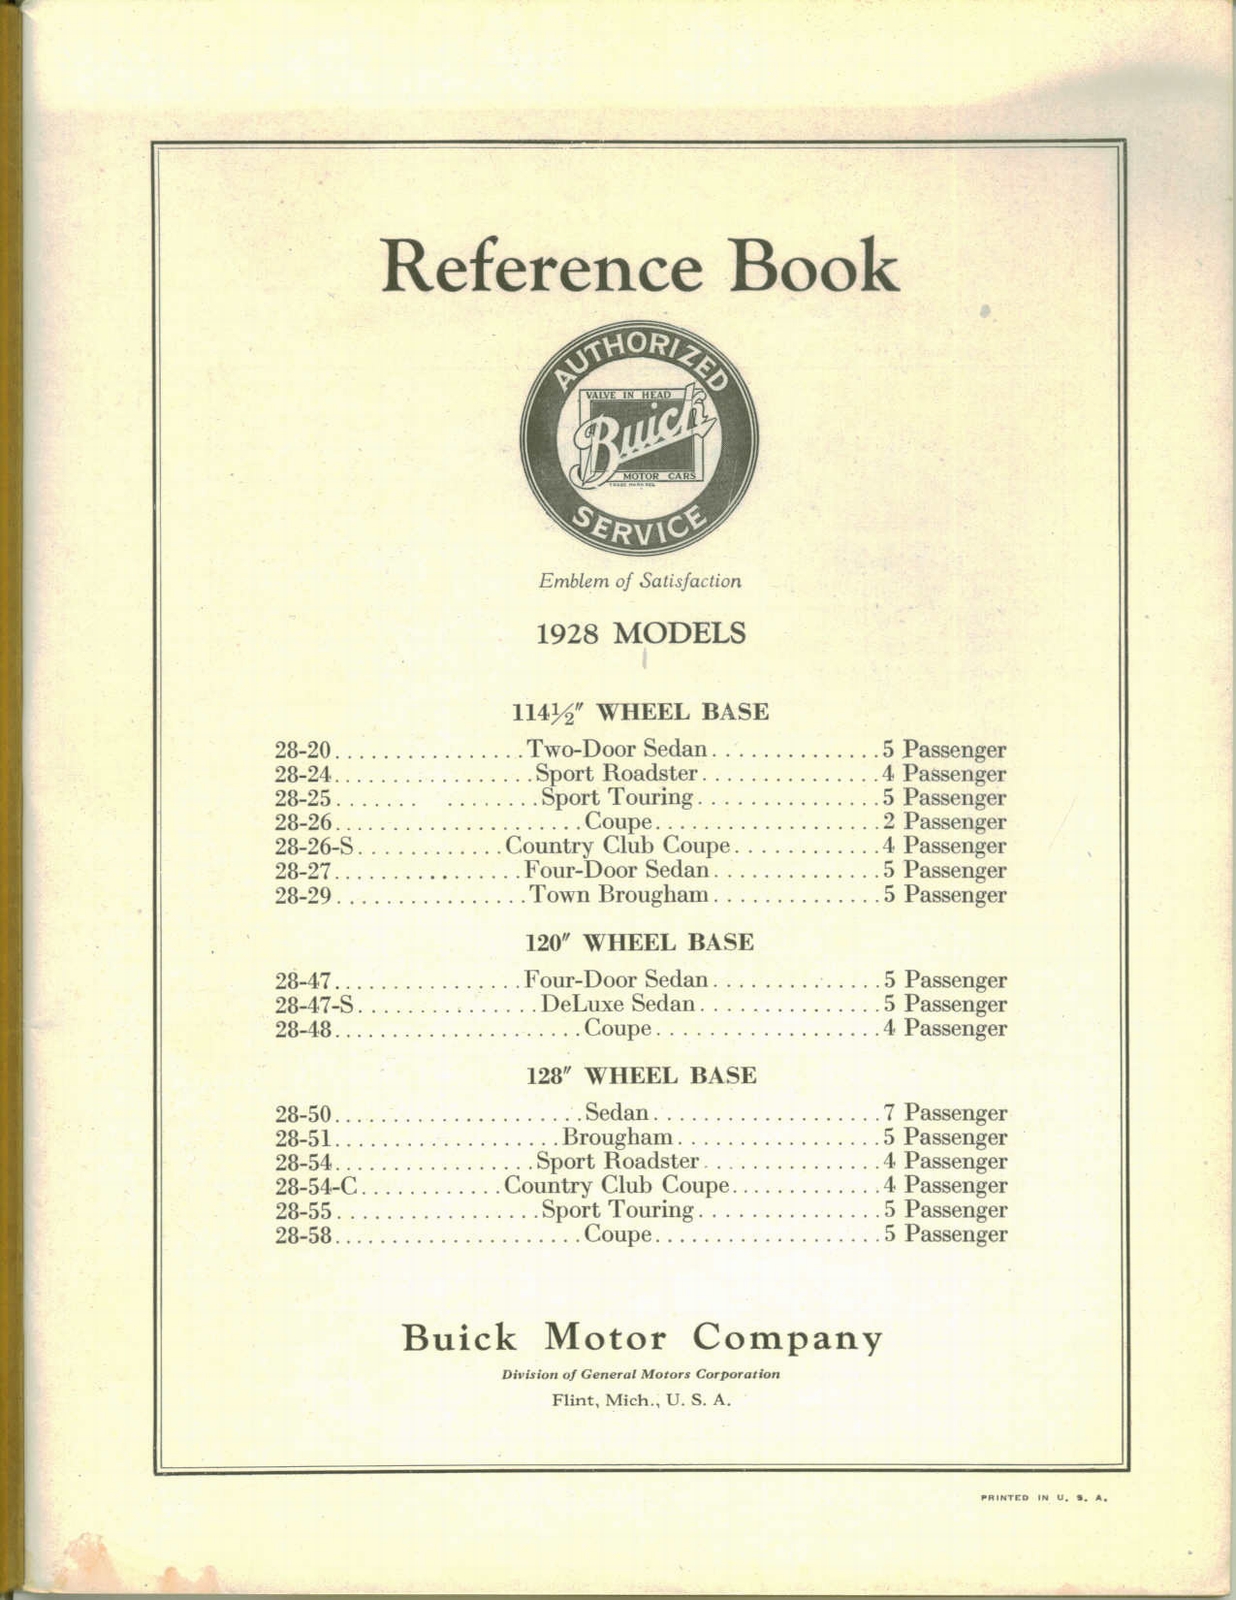 Reference Book
AUTHORIZED
VALVE IN HEAD
Buick
MOTOR CARS
TRADE MARK REG.
SERVICE
Emblem of Satisfaction
1928 MODELS
114½″ WHEEL BASE
28-20................Two-Door Sedan..............5 Passenger
28-24.................Sport Roadster...............4 Passenger
28-25....... ........Sport Touring...............5 Passenger
28-26.....................Coupe...................2 Passenger
28-26-S............Country Club Coupe............4 Passenger
28-27................Four-Door Sedan..............5 Passenger
28-29................Town Brougham..............5 Passenger
120″ WHEEL BASE
28-47................Four-Door Sedan..............5 Passenger
28-47-S...............DeLuxe Sedan...............5 Passenger
28-48.....................Coupe...................4 Passenger
128″ WHEEL BASE
28-50.....................Sedan...................7 Passenger
28-51...................Brougham.................5 Passenger
28-54.................Sport Roadster...............4 Passenger
28-54-C............Country Club Coupe............4 Passenger
28-55.................Sport Touring...............5 Passenger
28-58.....................Coupe...................5 Passenger
Buick Motor Company
Division of General Motors Corporation
Flint, Mich., U. S. A.
PRINTED IN U. S. A.